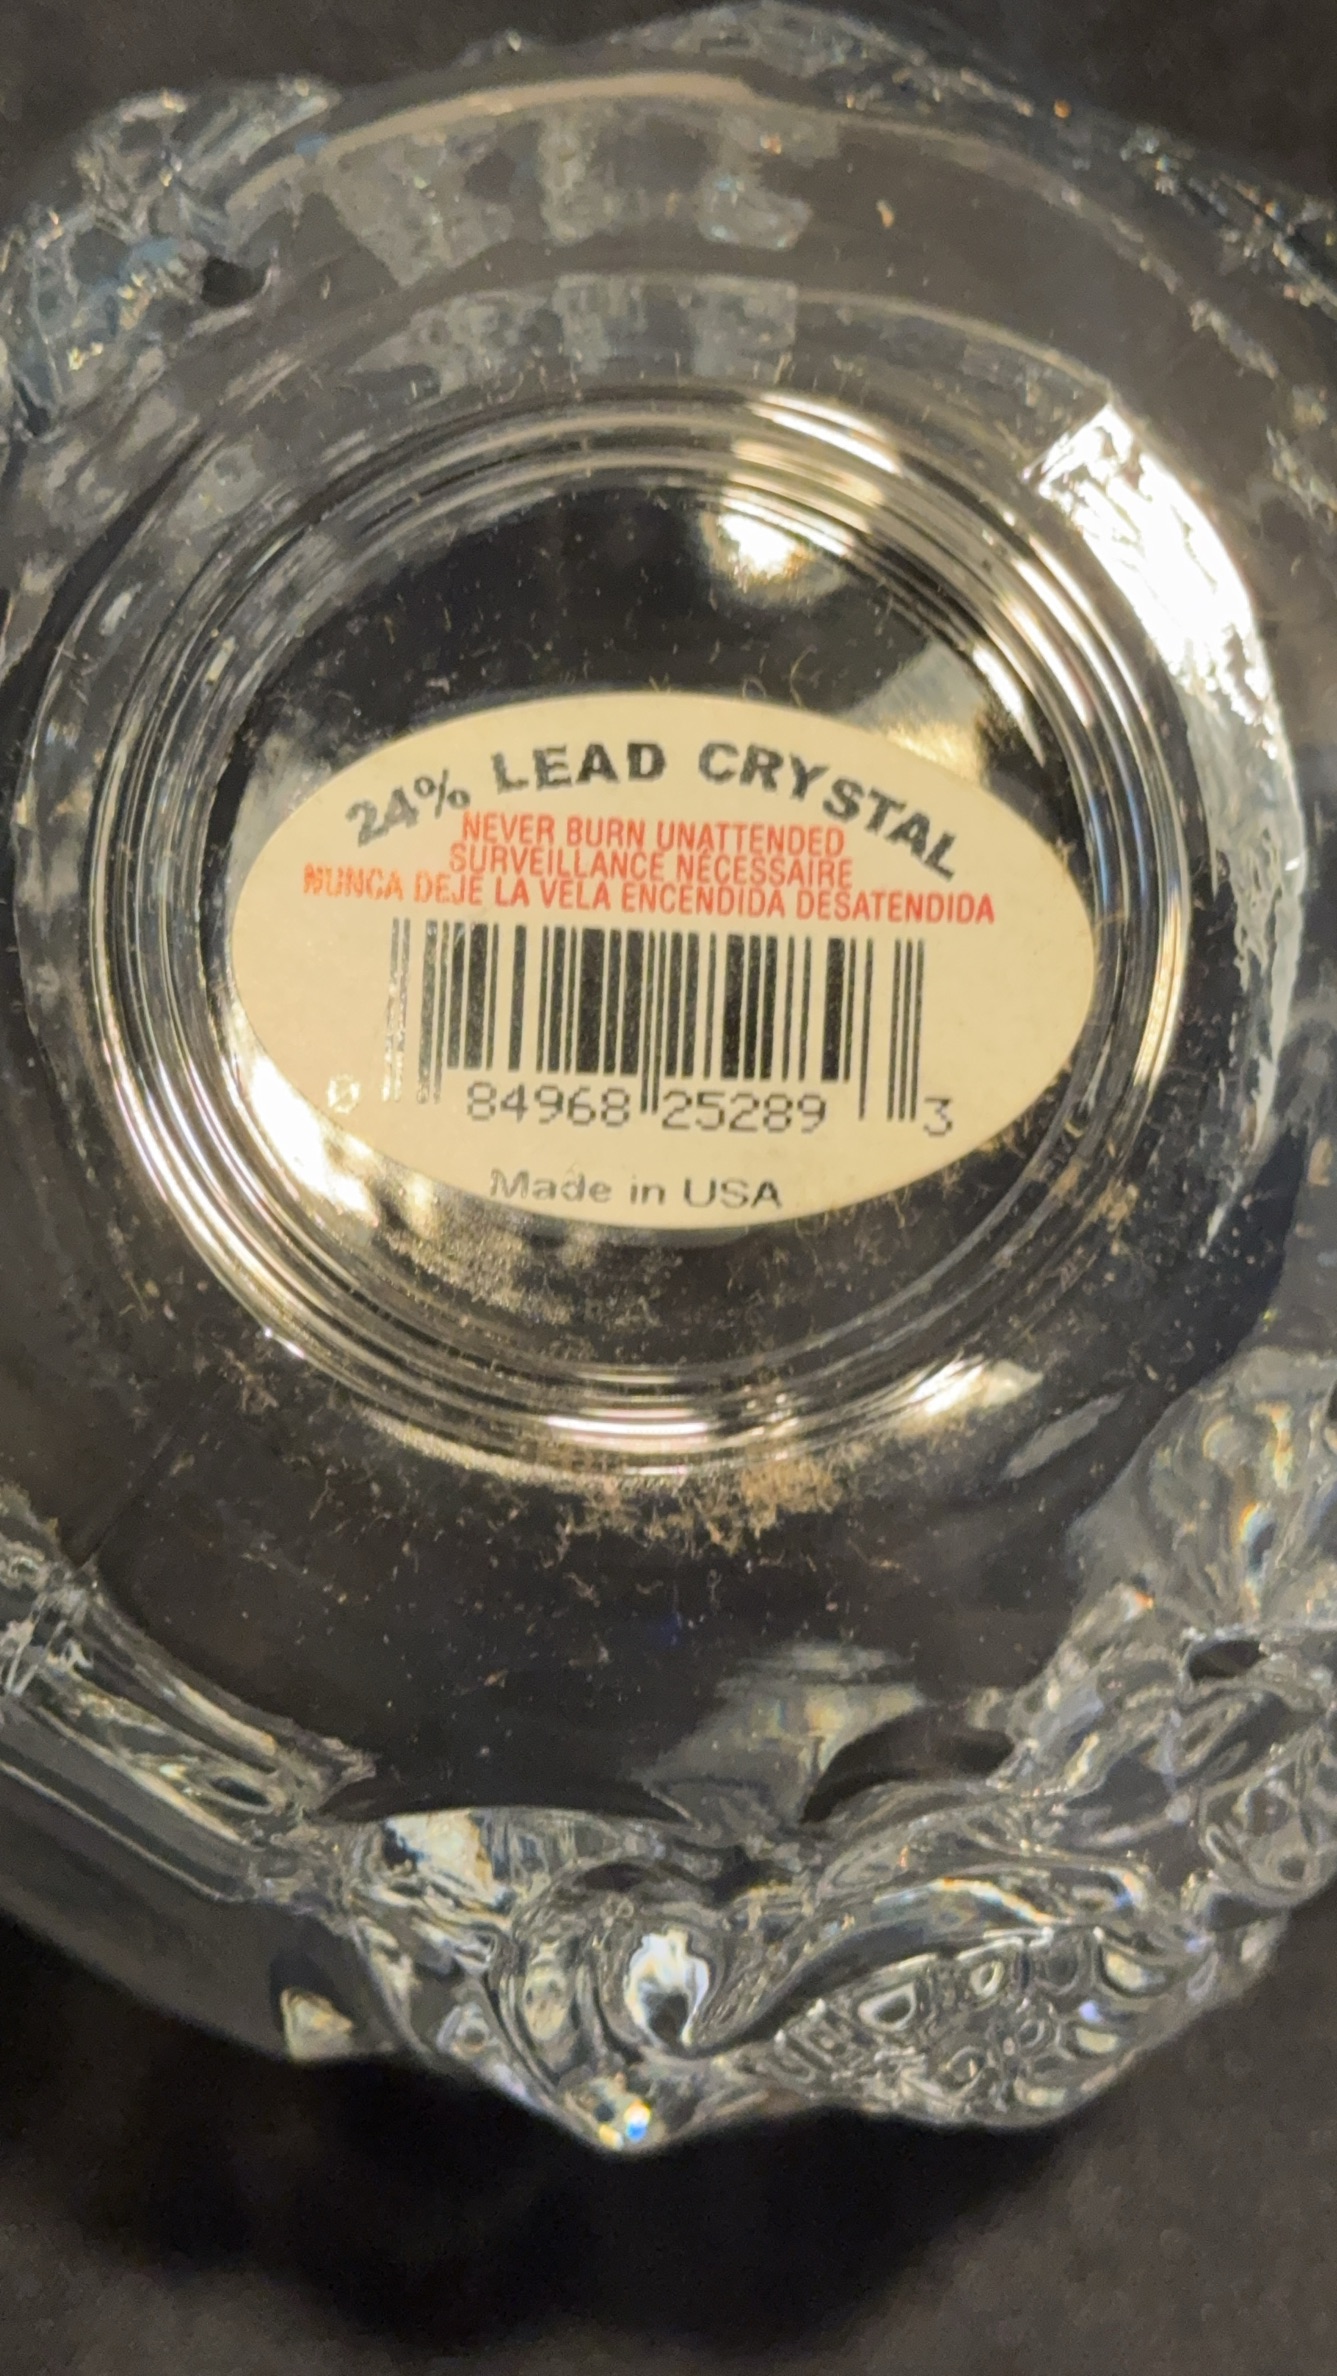 24% LEAD CRYSTAL
NEVER BURN UNATTENDED
SURVEILLANCE NÉCESSAIRE
NUNCA DEJE LA VELA ENCENDIDA DESATENDIDA
0 84968 25289 3
Made in USA